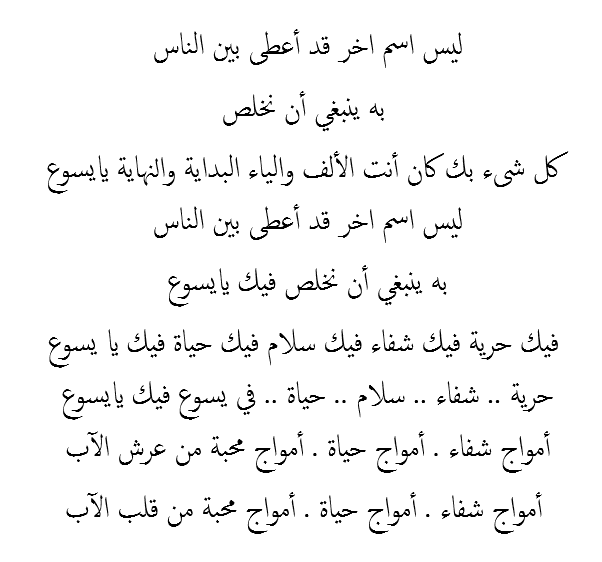 ليس اسم اخر قد أعطى بين الناس
به ينبغي أن نخلص
كل شىء بك كان أنت الألف والياء البداية والنهاية يايسوع
ليس اسم اخر قد أعطى بين الناس
به ينبغي أن نخلص فيك يايسوع
فيك حرية فيك شفاء فيك سلام فيك حياة فيك يا يسوع
حرية .. شفاء .. سلام .. حياة .. في يسوع فيك يايسوع
أمواج شفاء . أمواج حياة . أمواج محبة من عرش الآب
أمواج شفاء . أمواج حياة . أمواج محبة من قلب الآب